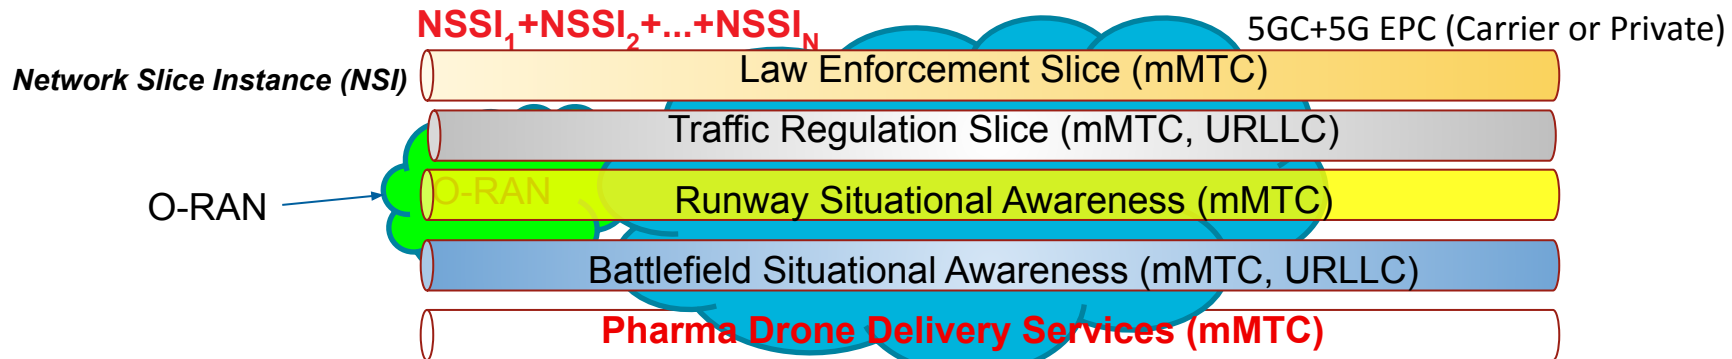 NSSI1+NSSI2+...+NSSIN
5GC+5G EPC (Carrier or Private)
Network Slice Instance (NSI)
Law Enforcement Slice (mMTC)
Traffic Regulation Slice (mMTC, URLLC)
O-RAN
O-RAN
Runway Situational Awareness (mMTC)
Battlefield Situational Awareness (mMTC, URLLC)
Pharma Drone Delivery Services (mMTC)